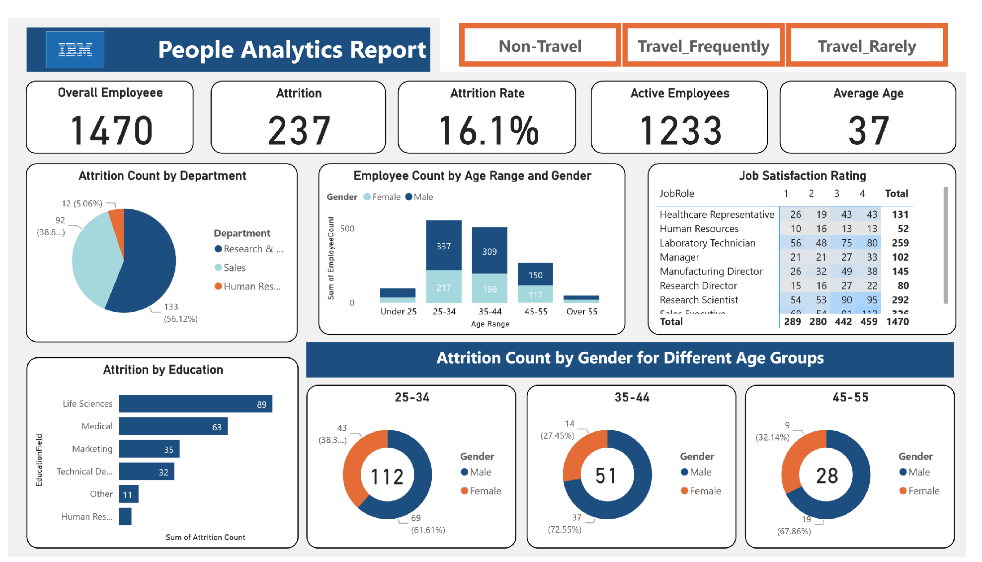 IBM
People Analytics Report
Non-Travel
Travel_Frequently
Travel_Rarely
Overall Employeee
1470
Attrition
237
Attrition Rate
16.1%
Active Employees
1233
Average Age
37
Attrition Count by Department
12 (5.06%)
92
(38.8...)
133
(56.12%)
Department
Research & ...
Sales
Human Res...
Employee Count by Age Range and Gender
Gender Female Male
Sum of EmployeeCount
500
0
337
217
309
196
150
117
Under 25 25-34 35-44 45-55 Over 55
Age Range
Job Satisfaction Rating
JobRole 1 2 3 4 Total
Healthcare Representative 26 19 43 43 131
Human Resources 10 16 13 13 52
Laboratory Technician 56 48 75 80 259
Manager 21 21 27 33 102
Manufacturing Director 26 32 49 38 145
Research Director 15 16 27 22 80
Research Scientist 54 53 90 95 292
Sales Executive 69 54 91 112 326
Total 289 280 442 459 1470
Attrition by Education
EducationField
Life Sciences 89
Medical 63
Marketing 35
Technical De... 32
Other 11
Human Res...
Sum of Attrition Count
Attrition Count by Gender for Different Age Groups
25-34
43
(38.3...)
112
69
(61.61%)
Gender
Male
Female
35-44
14
(27.45%)
51
37
(72.55%)
Gender
Male
Female
45-55
9
(32.14%)
28
19
(67.86%)
Gender
Male
Female